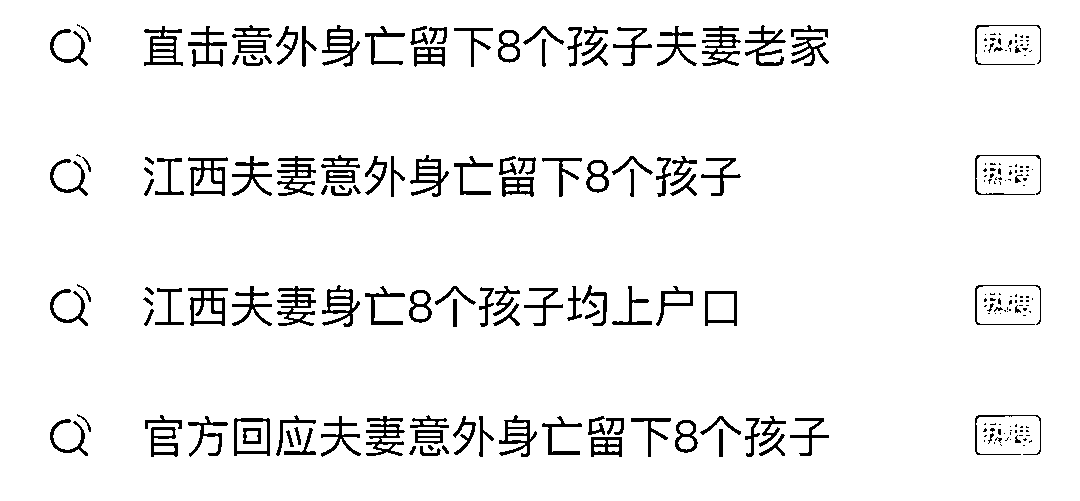 直击意外身亡留下8个孩子夫妻老家 热搜
江西夫妻意外身亡留下8个孩子 热搜
江西夫妻身亡8个孩子均上户口 热搜
官方回应夫妻意外身亡留下8个孩子 热搜